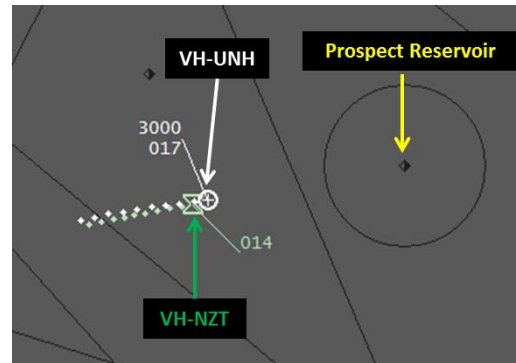 VH-UNH
Prospect Reservoir
3000
017
014
VH-NZT